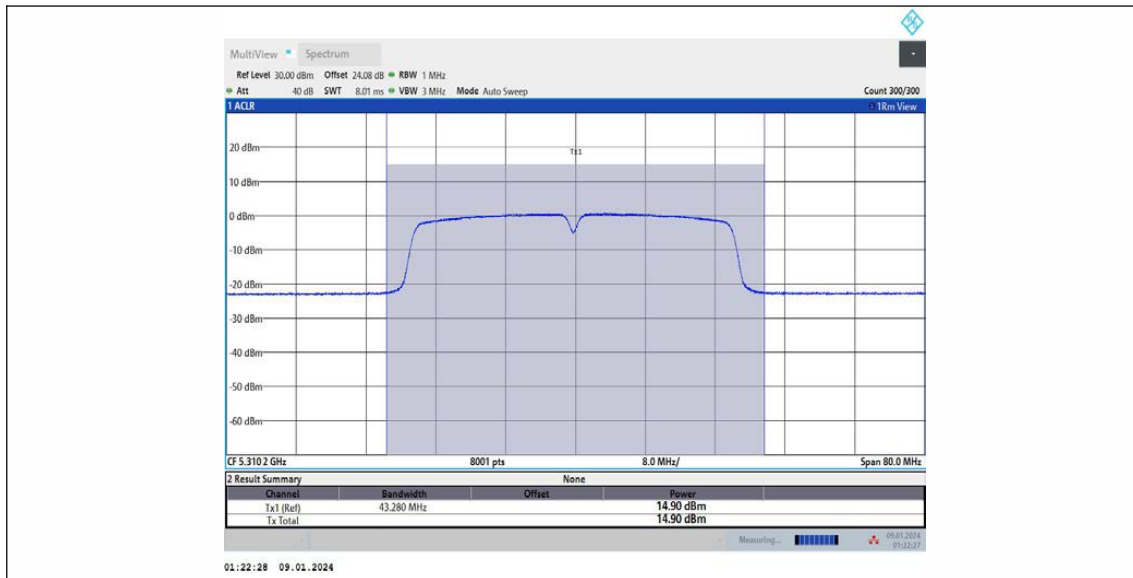 MultiView Spectrum
Ref Level 30.00 dBm Offset 24.08 dB RBW 1 MHz
Att 40 dB SWT 8.01 ms VBW 3 MHz Mode Auto Sweep Count 300/300
1 ACLR 1Rm View
Tx1
20 dBm
10 dBm
0 dBm
-10 dBm
-20 dBm
-30 dBm
-40 dBm
-50 dBm
-60 dBm
CF 5.3102 GHz 8001 pts 8.0 MHz/ Span 80.0 MHz
2 Result Summary None
Channel Bandwidth Offset Power
Tx1 (Ref) 43.280 MHz 14.90 dBm
Tx Total 14.90 dBm
Measuring... 09.01.2024
01:22:27
01:22:28 09.01.2024